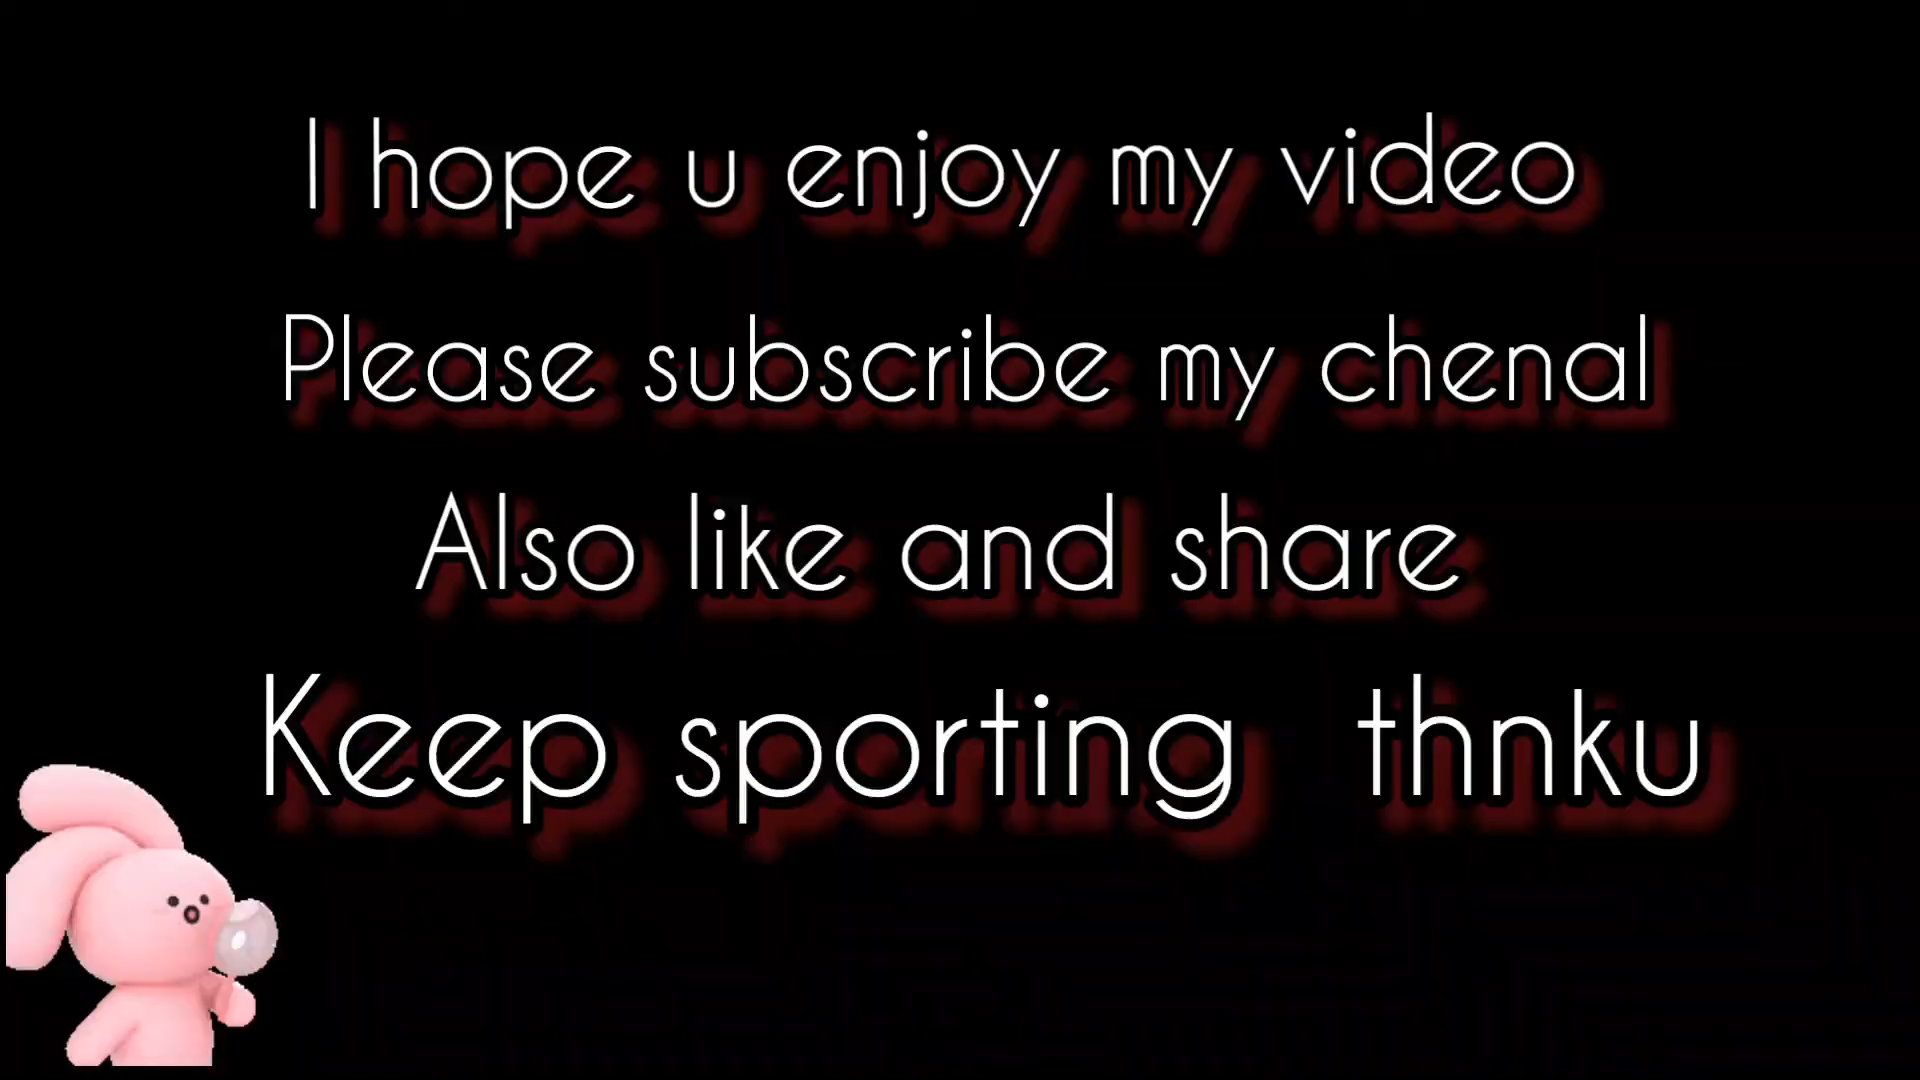 I hope u enjoy my video
Please subscribe my chenal
Also like and share
Keep sporting thnku